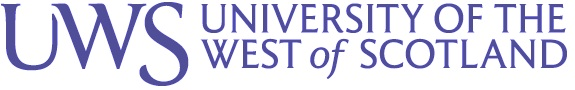 UWS
UNIVERSITY OF THE
WEST of SCOTLAND